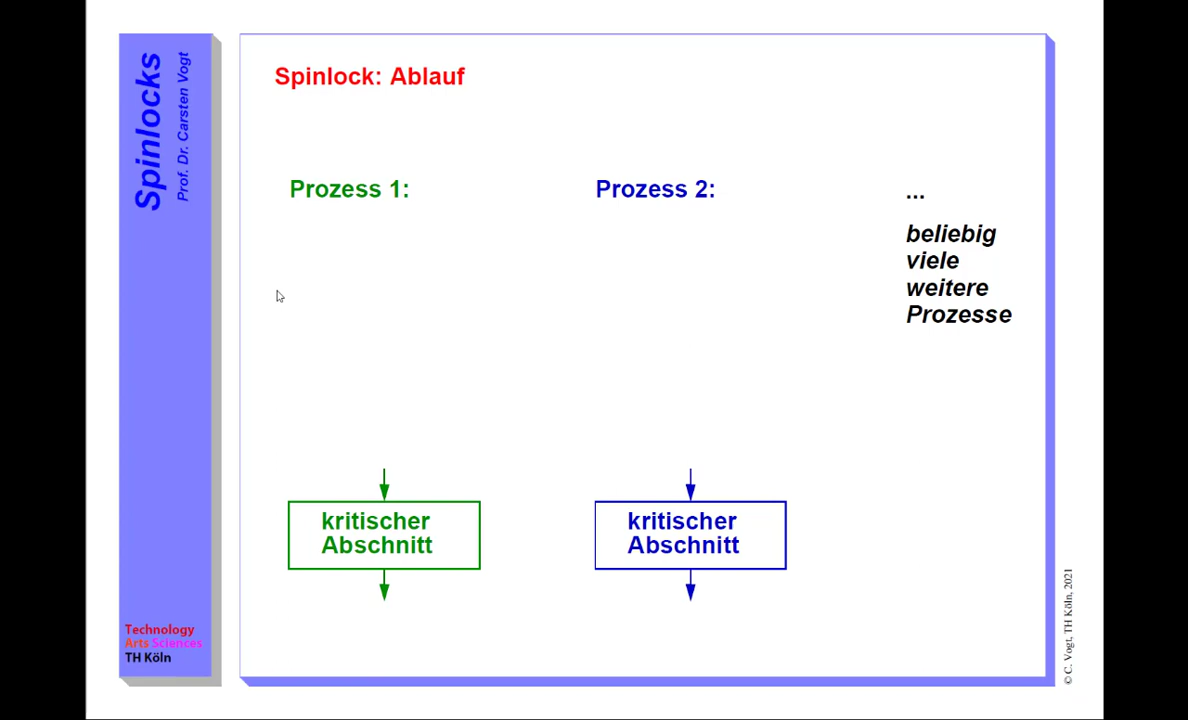 Spinlocks
Prof. Dr. Carsten Vogt
Spinlock: Ablauf
Prozess 1:
Prozess 2:
...
beliebig
viele
weitere
Prozesse
kritischer
Abschnitt
kritischer
Abschnitt
Technology
Arts Sciences
TH Köln
© C. Vogt, TH Köln, 2021